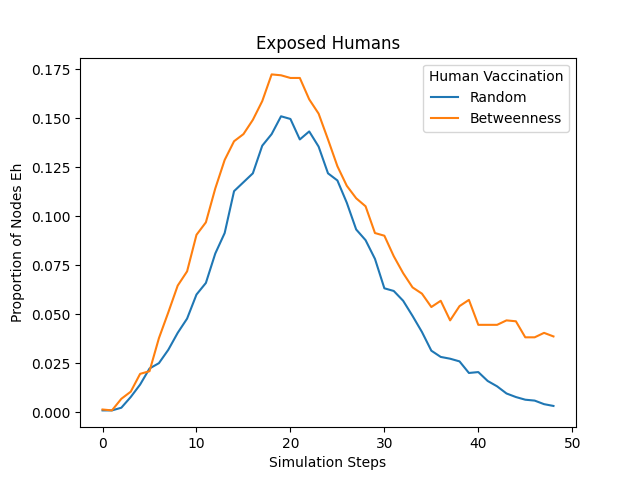 Exposed Humans
Human Vaccination
Random
Betweenness
Proportion of Nodes Eh
0.175
0.150
0.125
0.100
0.075
0.050
0.025
0.000
0 10 20 30 40 50
Simulation Steps